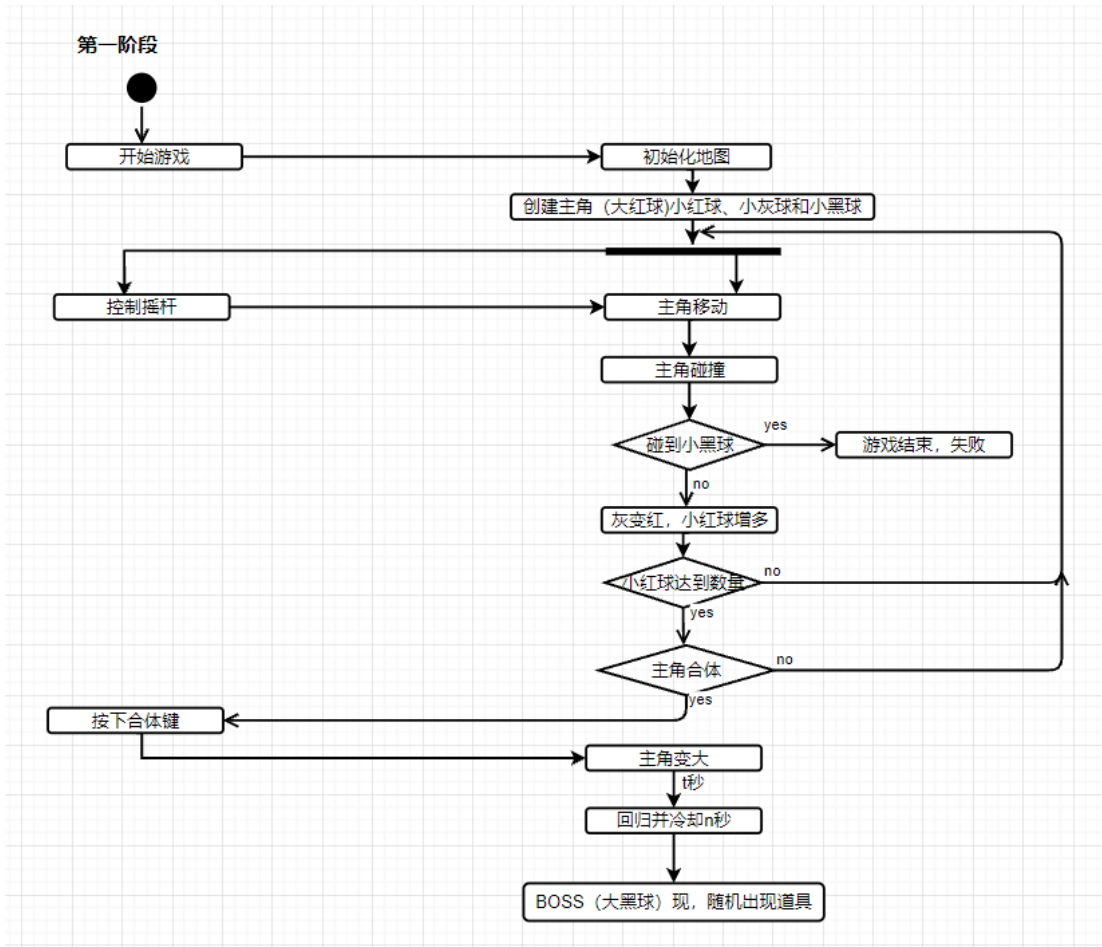 第一阶段
开始游戏
初始化地图
创建主角（大红球)小红球、小灰球和小黑球
控制摇杆
主角移动
主角碰撞
碰到小黑球
yes
游戏结束，失败
no
灰变红，小红球增多
小红球达到数量
no
yes
主角合体
no
yes
按下合体键
主角变大
t秒
回归并冷却n秒
BOSS（大黑球）现，随机出现道具